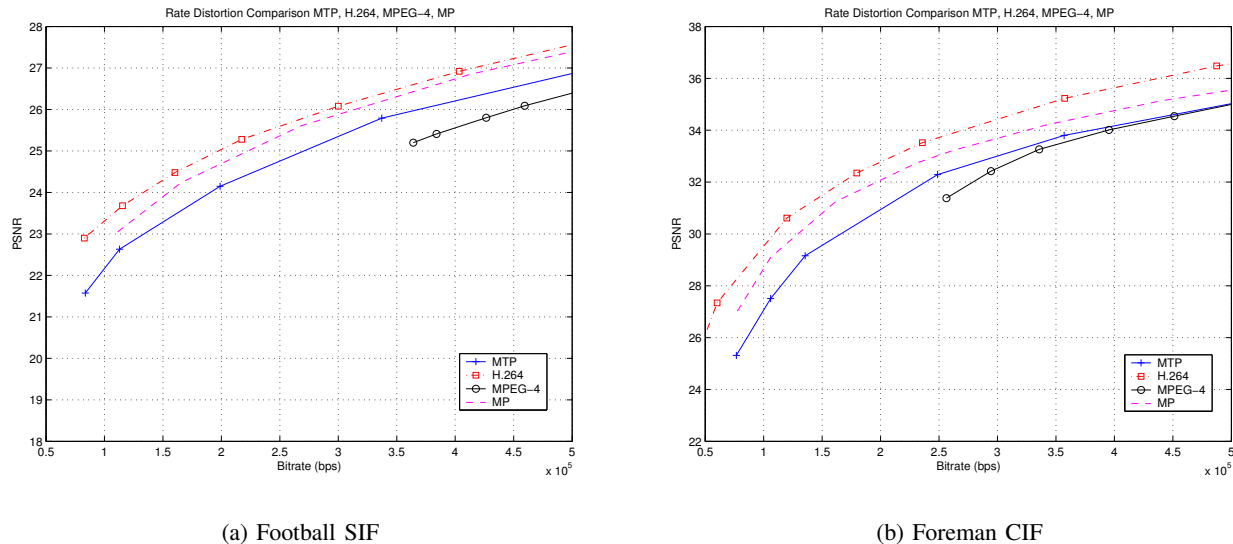 Rate Distortion Comparison MTP, H.264, MPEG−4, MP
28
27
26
25
24
23
22
21
20
19
18
PSNR
0.5
1
1.5
2
2.5
3
3.5
4
4.5
5
Bitrate (bps)
x 10^5
MTP
H.264
MPEG−4
MP
(a) Football SIF
Rate Distortion Comparison MTP, H.264, MPEG−4, MP
38
36
34
32
30
28
26
24
22
PSNR
0.5
1
1.5
2
2.5
3
3.5
4
4.5
5
Bitrate (bps)
x 10^5
MTP
H.264
MPEG−4
MP
(b) Foreman CIF